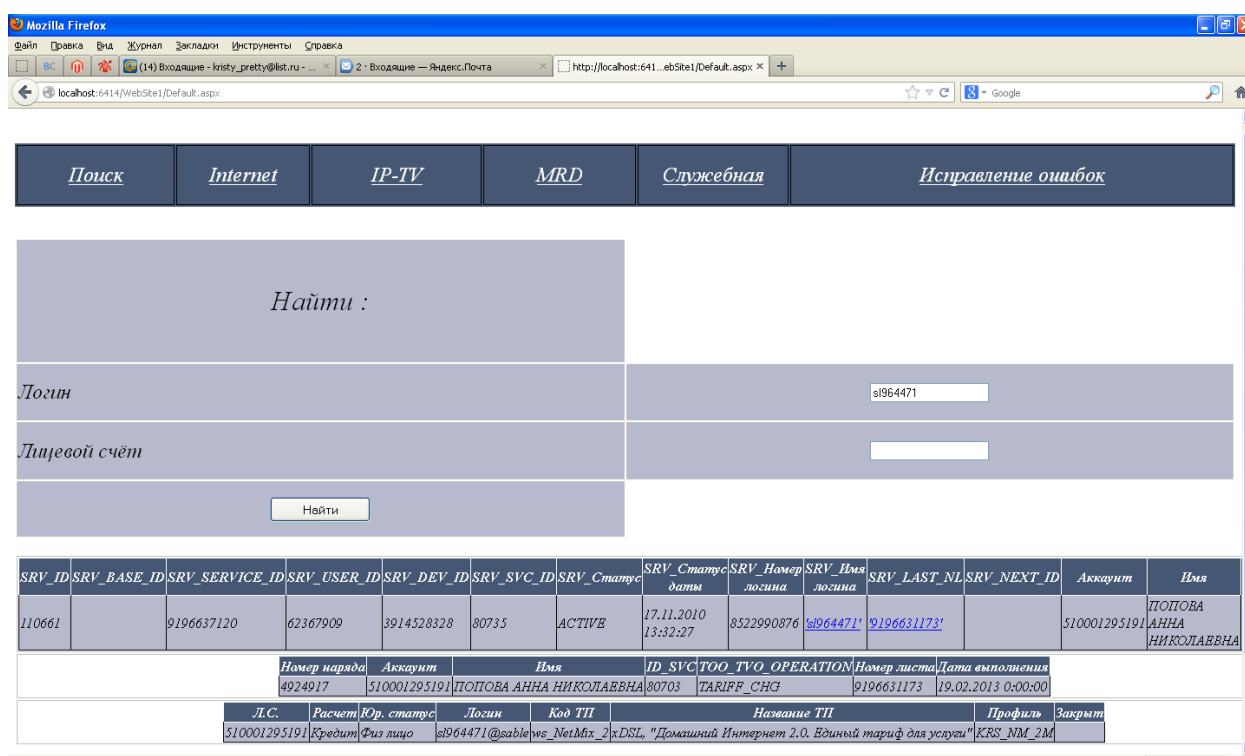 Mozilla Firefox
Файл Правка Вид Журнал Закладки Инструменты Справка
ВС (14) Входящие - kristy_pretty@list.ru - ... × 2 · Входящие — Яндекс.Почта × http://localhost:641...ebSite1/Default.aspx × +
localhost:6414/WebSite1/Default.aspx Google
Поиск Internet IP-TV MRD Служебная Исправление ошибок
Найти :
Логин sl964471
Лицевой счёт
Найти
SRV_ID SRV_BASE_ID SRV_SERVICE_ID SRV_USER_ID SRV_DEV_ID SRV_SVC_ID SRV_Статус SRV_Статус даты SRV_Номер логина SRV_Имя логина SRV_LAST_NL SRV_NEXT_ID Аккаунт Имя
110661 9196637120 62367909 3914528328 80735 ACTIVE 17.11.2010 13:32:27 8522990876 'sl964471' '9196631173' 510001295191 ПОПОВА АННА НИКОЛАЕВНА
Номер наряда Аккаунт Имя ID_SVC TOO_TVO_OPERATION Номер листа Дата выполнения
4924917 510001295191 ПОПОВА АННА НИКОЛАЕВНА 80703 TARIFF_CHG 9196631173 19.02.2013 0:00:00
Л.С. Расчет Юр. статус Логин Код ТП Название ТП Профиль Закрыт
510001295191 Кредит Физ лицо sl964471@sable ws_NetMix_2 xDSL, "Домашний Интернет 2.0. Единый тариф для услуги" KRS_NM_2M